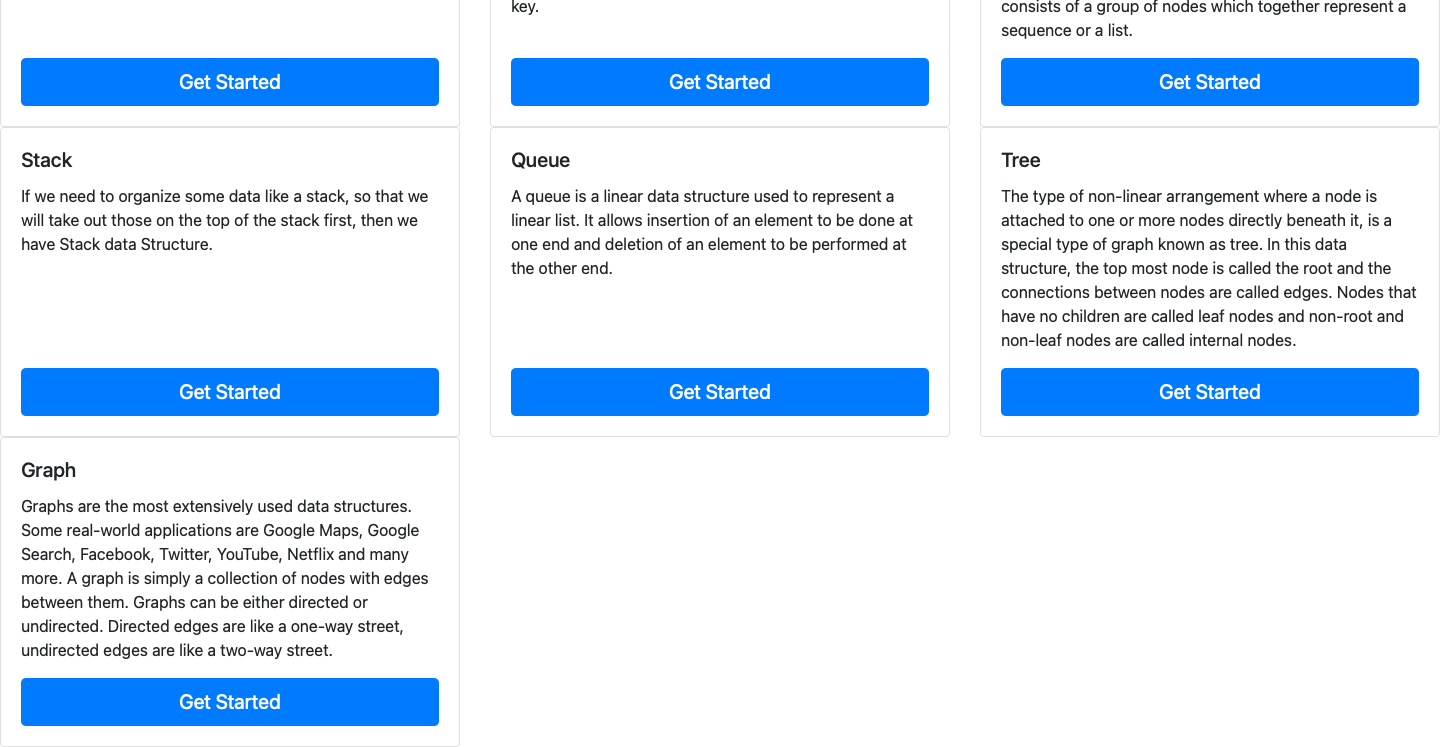 key.
consists of a group of nodes which together represent a
sequence or a list.
Get Started
Get Started
Get Started
Stack
If we need to organize some data like a stack, so that we
will take out those on the top of the stack first, then we
have Stack data Structure.
Get Started
Queue
A queue is a linear data structure used to represent a
linear list. It allows insertion of an element to be done at
one end and deletion of an element to be performed at
the other end.
Get Started
Tree
The type of non-linear arrangement where a node is
attached to one or more nodes directly beneath it, is a
special type of graph known as tree. In this data
structure, the top most node is called the root and the
connections between nodes are called edges. Nodes that
have no children are called leaf nodes and non-root and
non-leaf nodes are called internal nodes.
Get Started
Graph
Graphs are the most extensively used data structures.
Some real-world applications are Google Maps, Google
Search, Facebook, Twitter, YouTube, Netflix and many
more. A graph is simply a collection of nodes with edges
between them. Graphs can be either directed or
undirected. Directed edges are like a one-way street,
undirected edges are like a two-way street.
Get Started